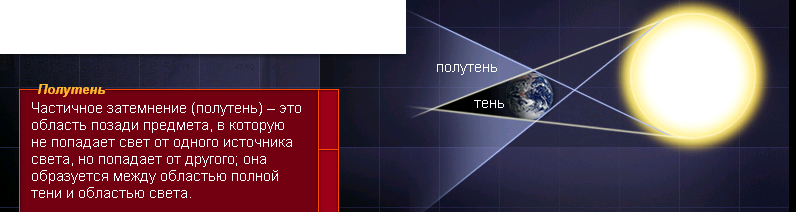 полутень
тень
Полутень
Частичное затемнение (полутень) – это
область позади предмета, в которую
не попадает свет от одного источника
света, но попадает от другого; она
образуется между областью полной
тени и областью света.